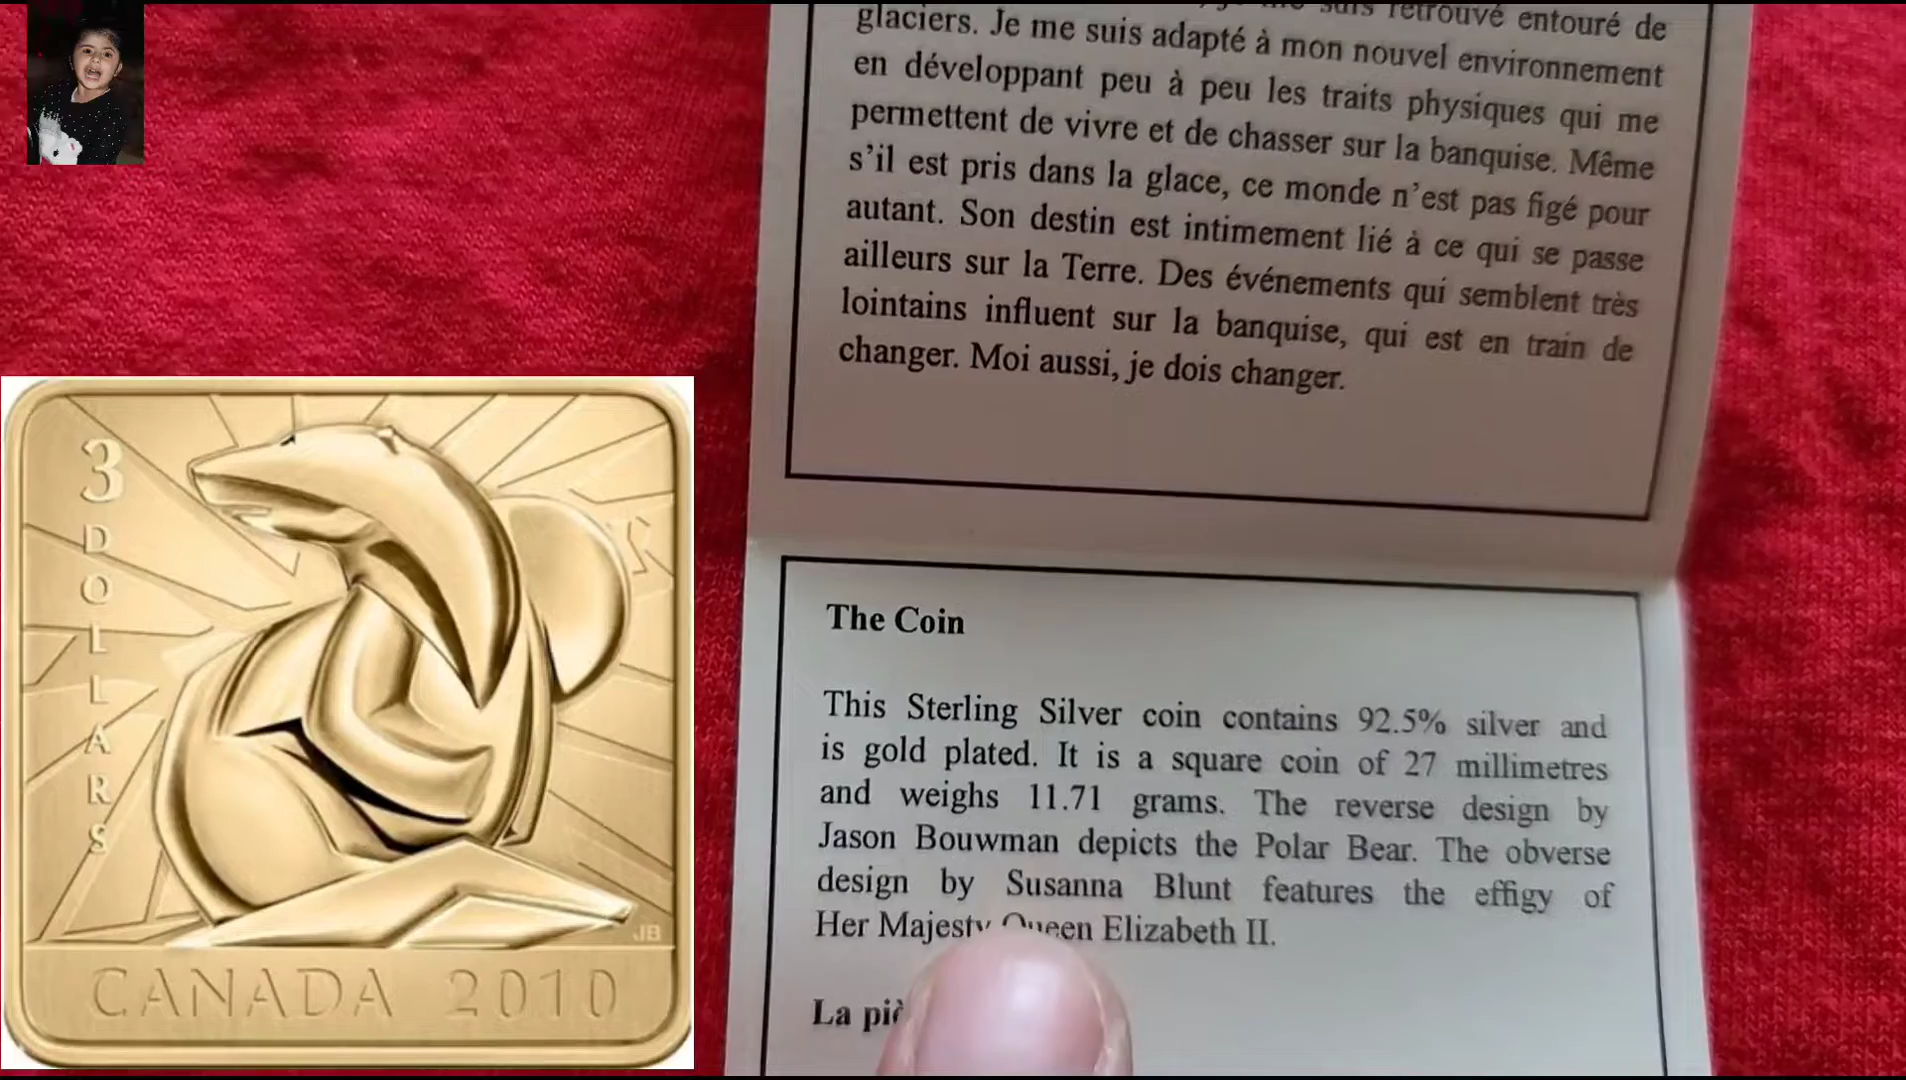 3
DOLLARS
JB
CANADA 2010
suis retrouvé entouré de
glaciers. Je me suis adapté à mon nouvel environnement
en développant peu à peu les traits physiques qui me
permettent de vivre et de chasser sur la banquise. Même
s’il est pris dans la glace, ce monde n’est pas figé pour
autant. Son destin est intimement lié à ce qui se passe
ailleurs sur la Terre. Des événements qui semblent très
lointains influent sur la banquise, qui est en train de
changer. Moi aussi, je dois changer.
The Coin
This Sterling Silver coin contains 92.5% silver and
is gold plated. It is a square coin of 27 millimetres
and weighs 11.71 grams. The reverse design by
Jason Bouwman depicts the Polar Bear. The obverse
design by Susanna Blunt features the effigy of
Her Majesty Queen Elizabeth II.
La